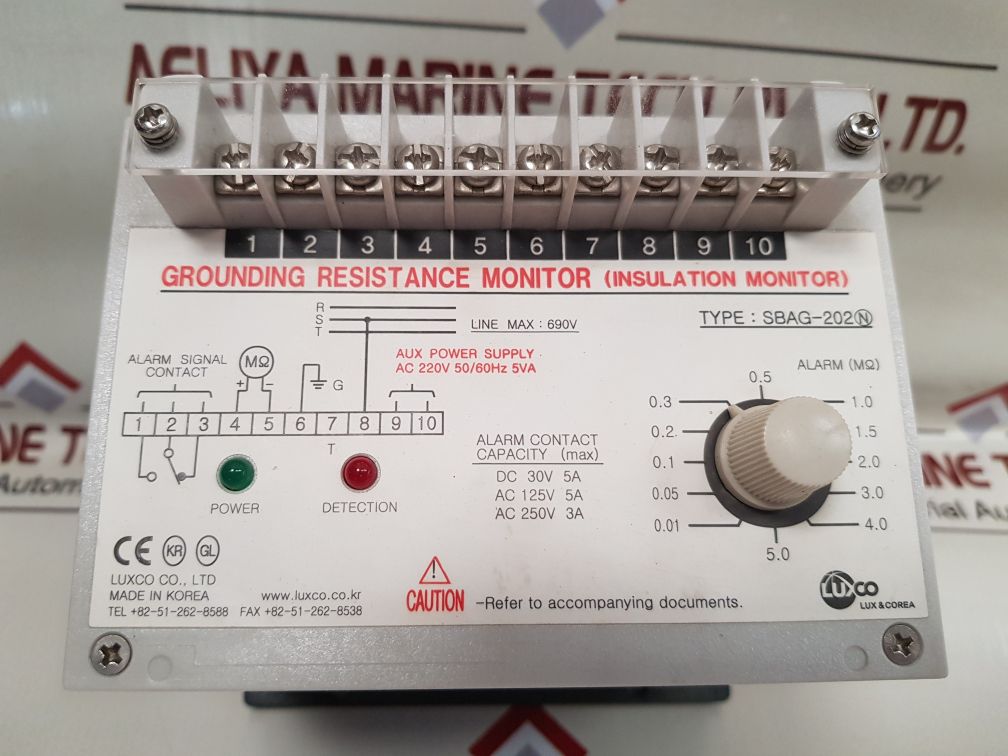 AELIYA MARINE TECH PVT. LTD.
1 2 3 4 5 6 7 8 9 10
GROUNDING RESISTANCE MONITOR (INSULATION MONITOR)
R
S
T
LINE MAX : 690V
TYPE : SBAG-202Ⓝ
ALARM SIGNAL
CONTACT
MΩ
+ -
G
AUX POWER SUPPLY
AC 220V 50/60Hz 5VA
1 2 3 4 5 6 7 8 9 10
T
POWER
DETECTION
ALARM CONTACT
CAPACITY (max)
DC 30V 5A
AC 125V 5A
AC 250V 3A
ALARM (MΩ)
0.5
0.3
1.0
0.2
1.5
0.1
2.0
0.05
3.0
0.01
4.0
5.0
CE KR GL
LUXCO CO., LTD
MADE IN KOREA
www.luxco.co.kr
TEL +82-51-262-8588 FAX +82-51-262-8538
CAUTION -Refer to accompanying documents.
LUXCO
LUX & COREA